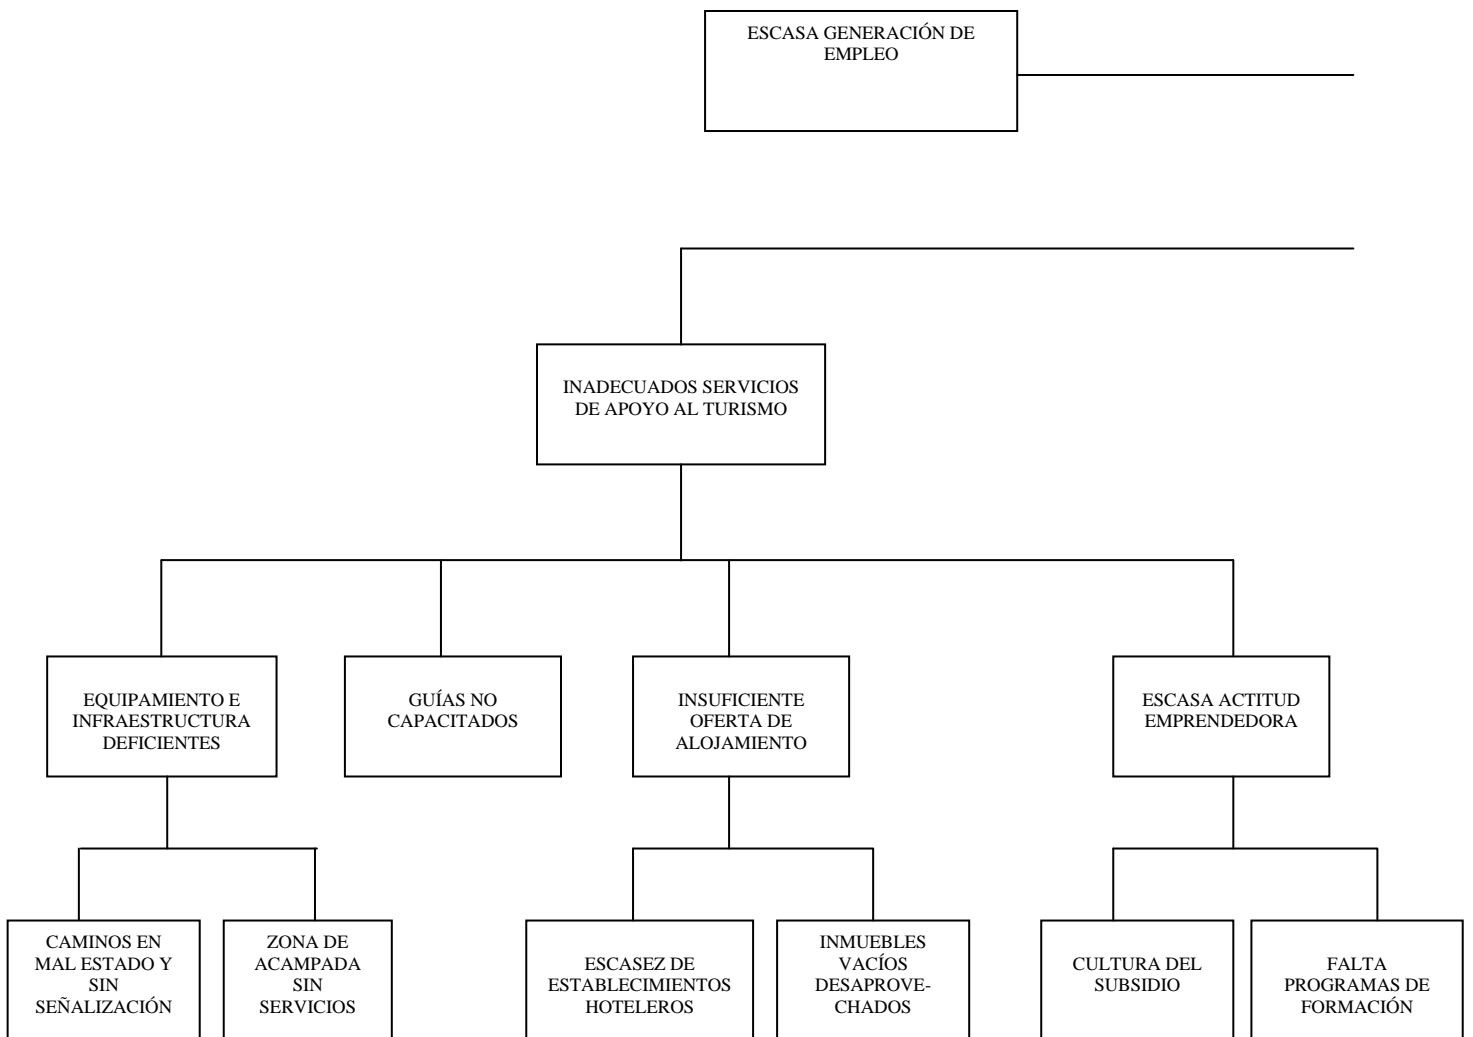 ESCASA GENERACIÓN DE
EMPLEO
INADECUADOS SERVICIOS
DE APOYO AL TURISMO
EQUIPAMIENTO E
INFRAESTRUCTURA
DEFICIENTES
GUÍAS NO
CAPACITADOS
INSUFICIENTE
OFERTA DE
ALOJAMIENTO
ESCASA ACTITUD
EMPRENDEDORA
CAMINOS EN
MAL ESTADO Y
SIN
SEÑALIZACIÓN
ZONA DE
ACAMPADA
SIN
SERVICIOS
ESCASEZ DE
ESTABLECIMIENTOS
HOTELEROS
INMUEBLES
VACÍOS
DESAPROVE-
CHADOS
CULTURA DEL
SUBSIDIO
FALTA
PROGRAMAS DE
FORMACIÓN